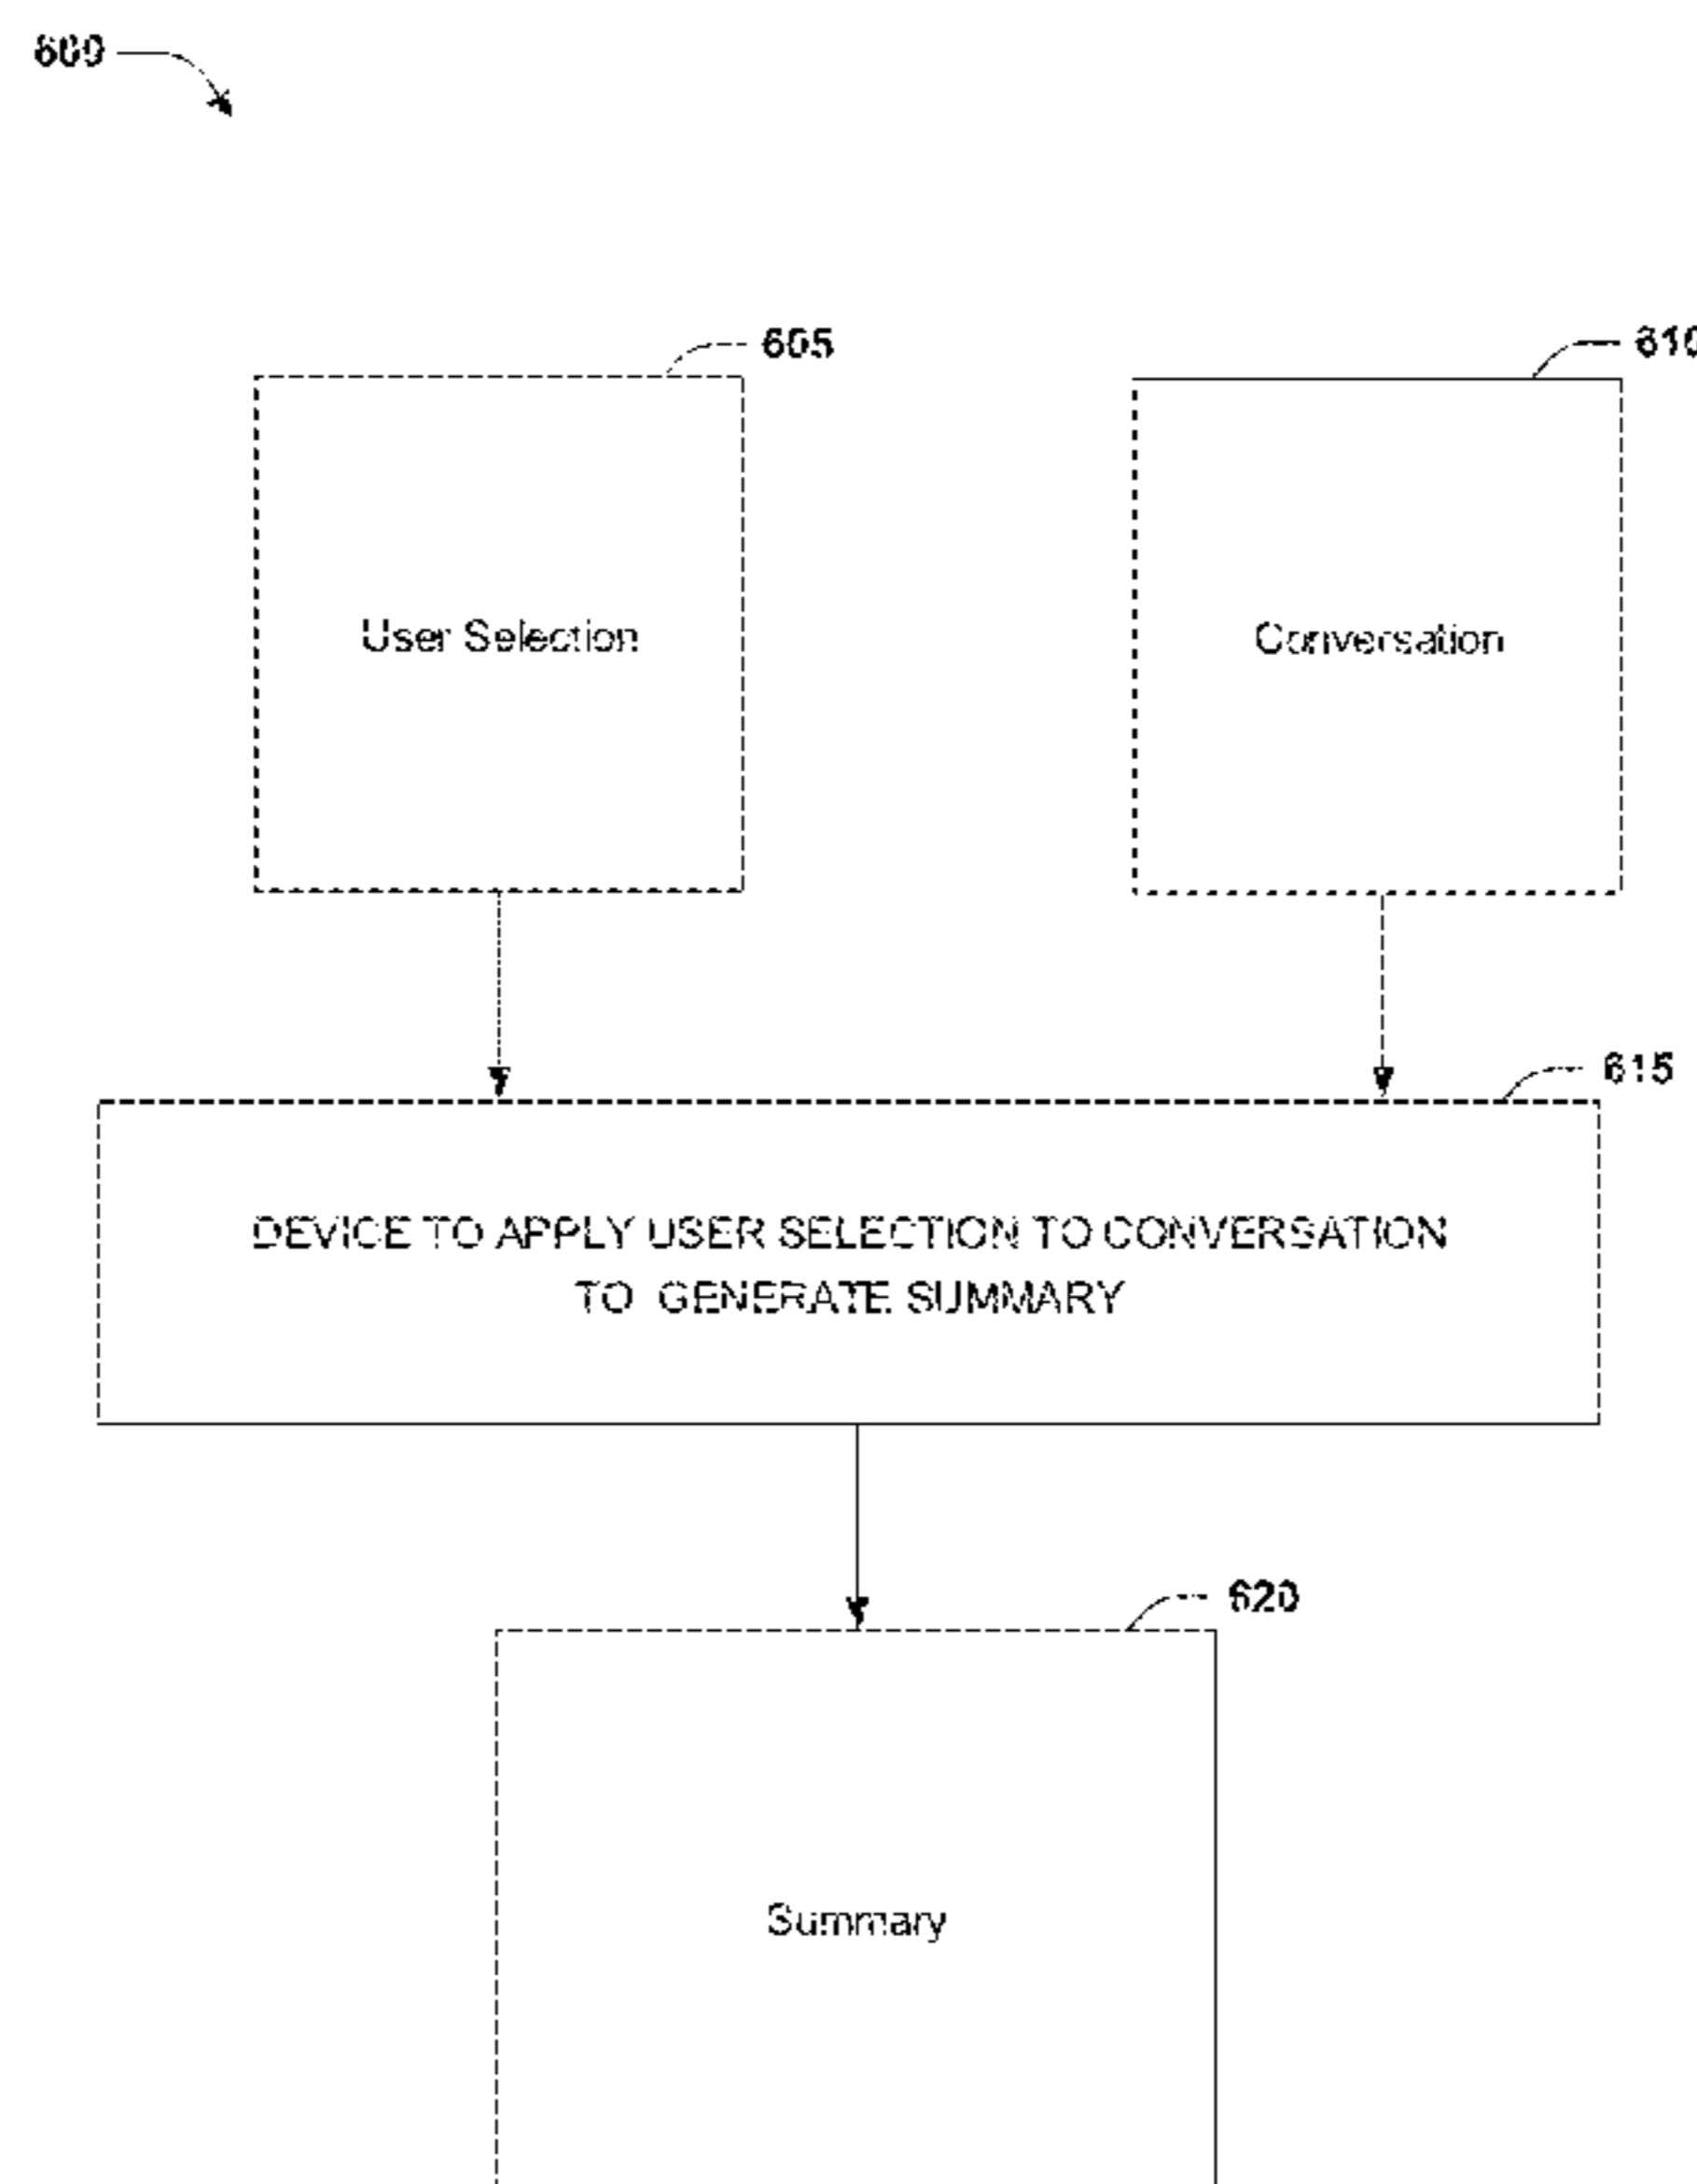 600
605
610
User Selection
Conversation
615
DEVICE TO APPLY USER SELECTION TO CONVERSATION
TO GENERATE SUMMARY
620
Summary